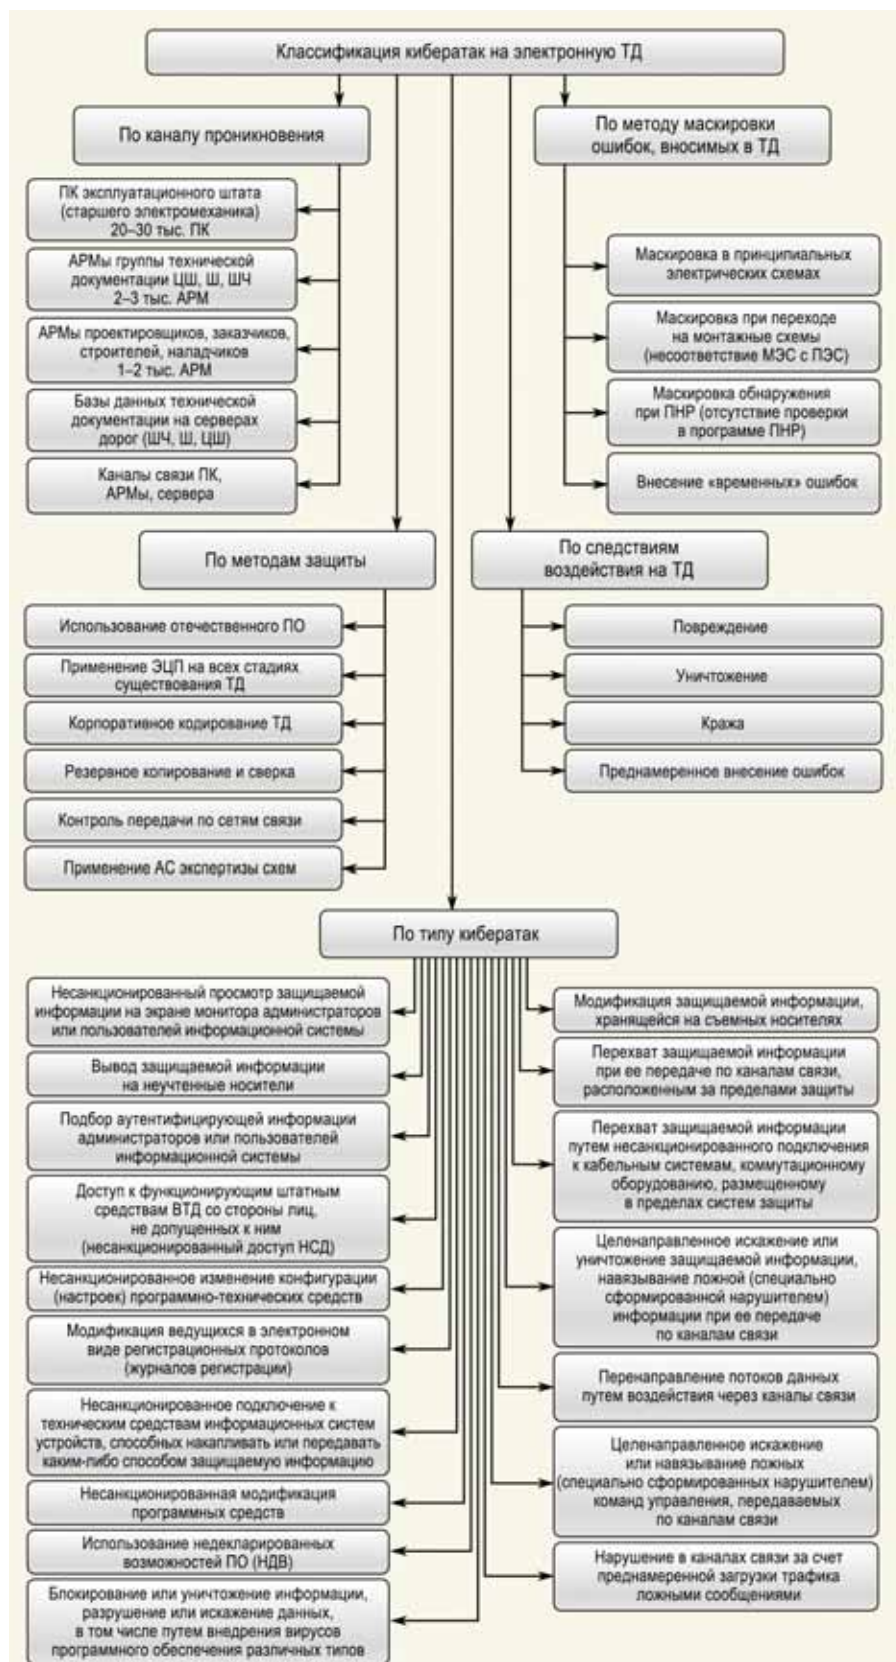 Классификация кибератак на электронную ТД
По каналу проникновения
ПК эксплуатационного штата
(старшего электромеханика)
20–30 тыс. ПК
АРМы группы технической
документации ЦШ, Ш, ШЧ
2–3 тыс. АРМ
АРМы проектировщиков, заказчиков,
строителей, наладчиков
1–2 тыс. АРМ
Базы данных технической
документации на серверах
дорог (ШЧ, Ш, ЦШ)
Каналы связи ПК,
АРМы, сервера
По методу маскировки
ошибок, вносимых в ТД
Маскировка в принципиальных
электрических схемах
Маскировка при переходе
на монтажные схемы
(несоответствие МЭС с ПЭС)
Маскировка обнаружения
при ПНР (отсутствие проверки
в программе ПНР)
Внесение «временных» ошибок
По методам защиты
Использование отечественного ПО
Применение ЭЦП на всех стадиях
существования ТД
Корпоративное кодирование ТД
Резервное копирование и сверка
Контроль передачи по сетям связи
Применение АС экспертизы схем
По следствиям
воздействия на ТД
Повреждение
Уничтожение
Кража
Преднамеренное внесение ошибок
По типу кибератак
Несанкционированный просмотр защищаемой
информации на экране монитора администраторов
или пользователей информационной системы
Вывод защищаемой информации
на неучтенные носители
Подбор аутентифицирующей информации
администраторов или пользователей
информационной системы
Доступ к функционирующим штатным
средствам ВТД со стороны лиц,
не допущенных к ним
(несанкционированный доступ НСД)
Несанкционированное изменение конфигурации
(настроек) программно-технических средств
Модификация ведущихся в электронном
виде регистрационных протоколов
(журналов регистрации)
Несанкционированное подключение к
техническим средствам информационных систем
устройств, способных накапливать или передавать
каким-либо способом защищаемую информацию
Несанкционированная модификация
программных средств
Использование недекларированных
возможностей ПО (НДВ)
Блокирование или уничтожение информации,
разрушение или искажение данных,
в том числе путем внедрения вирусов
программного обеспечения различных типов
Модификация защищаемой информации,
хранящейся на съемных носителях
Перехват защищаемой информации
при ее передаче по каналам связи,
расположенным за пределами защиты
Перехват защищаемой информации
путем несанкционированного подключения
к кабельным системам, коммутационному
оборудованию, размещенному
в пределах систем защиты
Целенаправленное искажение или
уничтожение защищаемой информации,
навязывание ложной (специально
сформированной нарушителем)
информации при ее передаче
по каналам связи
Перенаправление потоков данных
путем воздействия через каналы связи
Целенаправленное искажение
или навязывание ложных
(специально сформированных нарушителем)
команд управления, передаваемых
по каналам связи
Нарушение в каналах связи за счет
преднамеренной загрузки трафика
ложными сообщениями